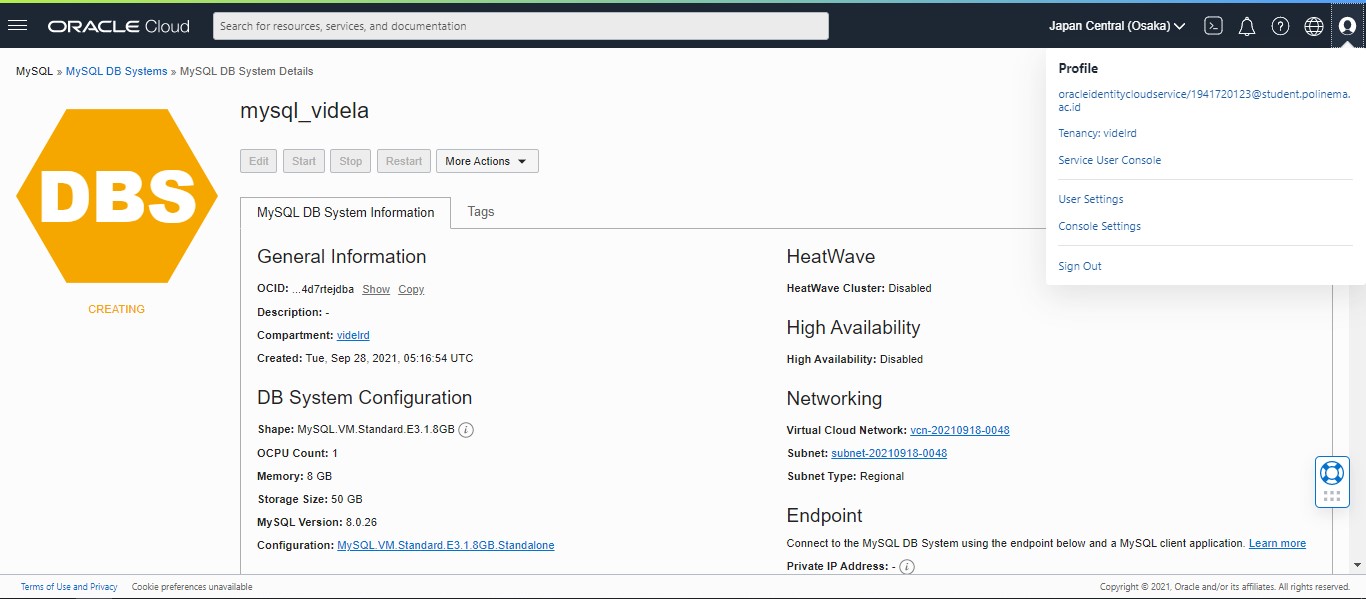 ORACLE Cloud
Search for resources, services, and documentation
Japan Central (Osaka)
MySQL » MySQL DB Systems » MySQL DB System Details
Profile
oracleidentitycloudservice/1941720123@student.polinema.
ac.id
Tenancy: videlrd
Service User Console
User Settings
Console Settings
Sign Out
DBS
CREATING
mysql_videla
Edit Start Stop Restart More Actions
MySQL DB System Information Tags
General Information
OCID: ...4d7rtejdba Show Copy
Description: -
Compartment: videlrd
Created: Tue, Sep 28, 2021, 05:16:54 UTC
DB System Configuration
Shape: MySQL.VM.Standard.E3.1.8GB
OCPU Count: 1
Memory: 8 GB
Storage Size: 50 GB
MySQL Version: 8.0.26
Configuration: MySQL.VM.Standard.E3.1.8GB.Standalone
HeatWave
HeatWave Cluster: Disabled
High Availability
High Availability: Disabled
Networking
Virtual Cloud Network: vcn-20210918-0048
Subnet: subnet-20210918-0048
Subnet Type: Regional
Endpoint
Connect to the MySQL DB System using the endpoint below and a MySQL client application. Learn more
Private IP Address: -
Terms of Use and Privacy Cookie preferences unavailable
Copyright © 2021, Oracle and/or its affiliates. All rights reserved.